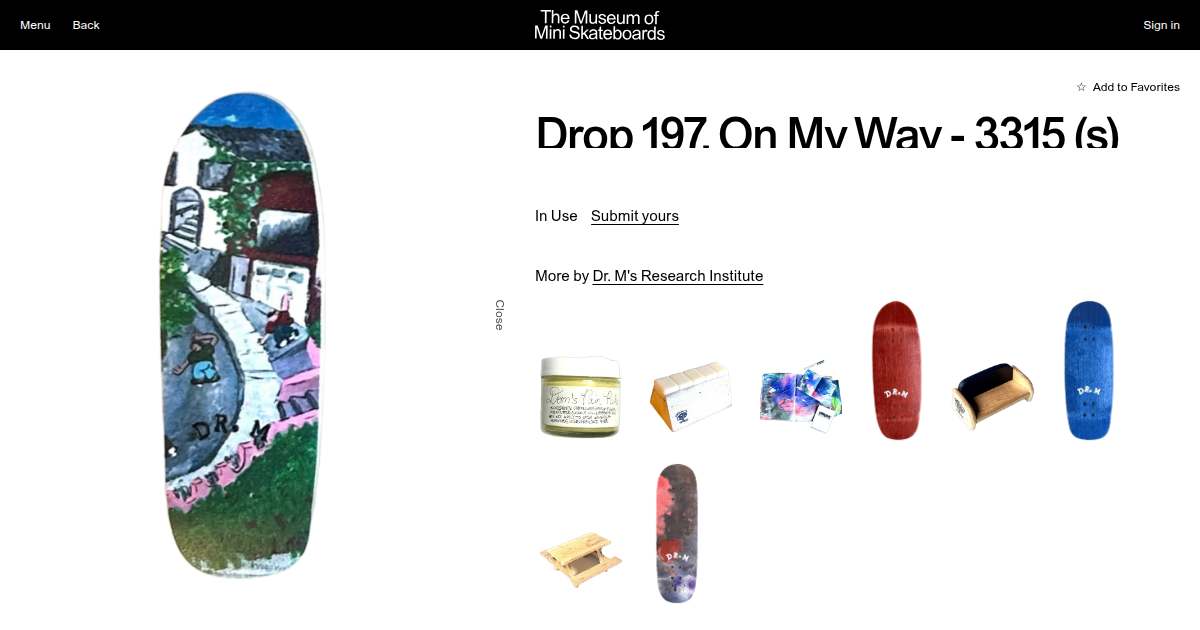 Menu Back
The Museum of
Mini Skateboards
Sign in
☆ Add to Favorites
Drop 197. On My Way - 3315 (s)
In Use Submit yours
More by Dr. M's Research Institute
Close
DR. M
DR.M
DR.M
DR.M